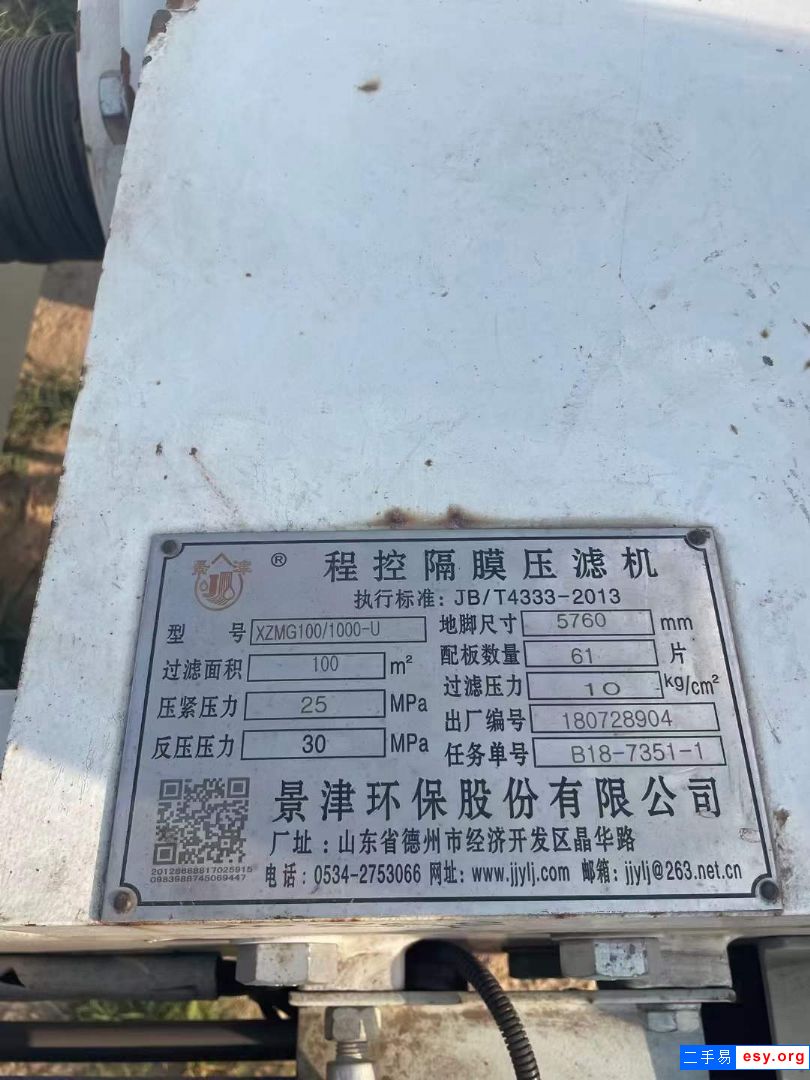 景津 ® 程控隔膜压滤机
执行标准: JB/T4333-2013
型号 XZMG100/1000-U 地脚尺寸 5760 mm
过滤面积 100 m² 配板数量 61 片
压紧压力 25 MPa 过滤压力 10 kg/cm²
反压压力 30 MPa 出厂编号 180728904
任务单号 B18-7351-1
景津环保股份有限公司
厂址:山东省德州市经济开发区晶华路
电话: 0534-2753066 网址: www.jjylj.com 邮箱: jjylj@263.net.cn
二手易 esy.org